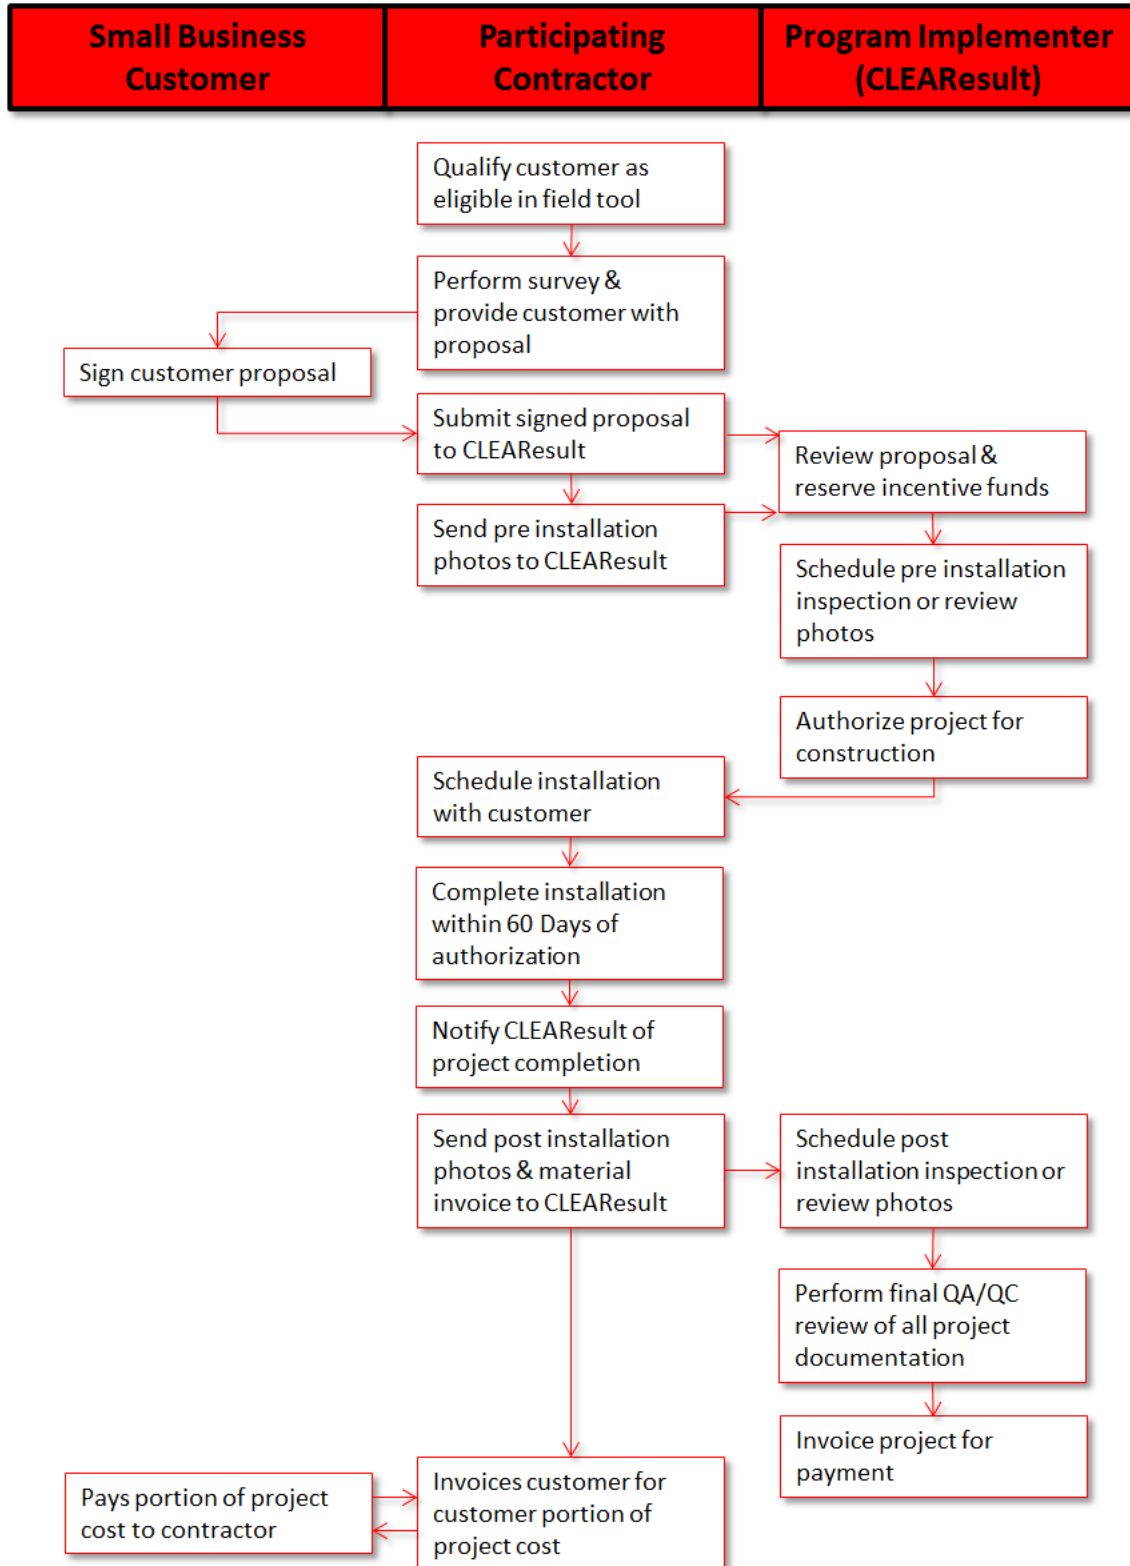 Small Business
Customer
Participating
Contractor
Program Implementer
(CLEAResult)
Qualify customer as
eligible in field tool
Perform survey &
provide customer with
proposal
Sign customer proposal
Submit signed proposal
to CLEAResult
Review proposal &
reserve incentive funds
Send pre installation
photos to CLEAResult
Schedule pre installation
inspection or review
photos
Authorize project for
construction
Schedule installation
with customer
Complete installation
within 60 Days of
authorization
Notify CLEAResult of
project completion
Send post installation
photos & material
invoice to CLEAResult
Schedule post
installation inspection or
review photos
Perform final QA/QC
review of all project
documentation
Invoice project for
payment
Invoices customer for
customer portion of
project cost
Pays portion of project
cost to contractor